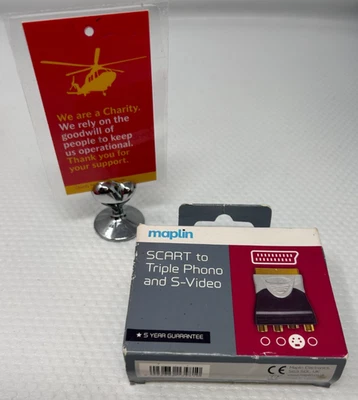 We are a Charity.
We rely on the
goodwill of
people to keep
us operational.
Thank you for
your support.
maplin
SCART to
Triple Phono
and S-Video
★ 5 YEAR GUARANTEE
CE